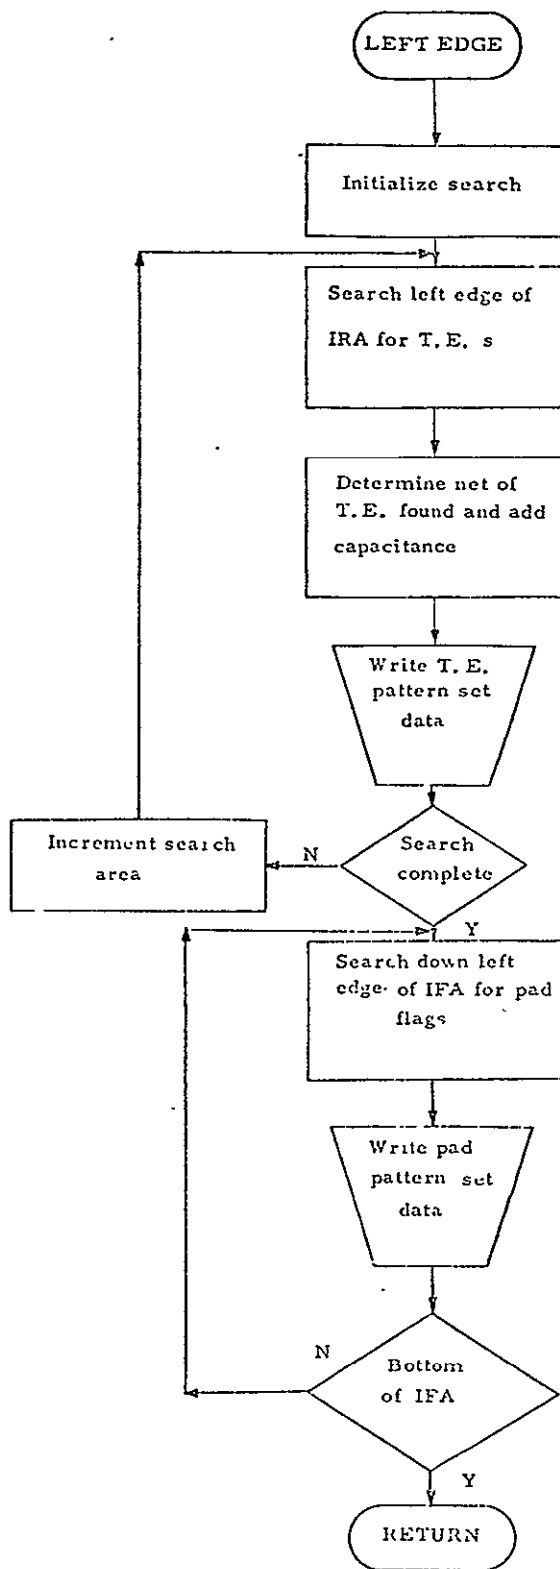 LEFT EDGE
Initialize search
Search left edge of
IRA for T.E. s
Determine net of
T.E. found and add
capacitance
Write T.E.
pattern set
data
Search
complete
N
Increment search
area
Y
Search down left
edge of IFA for pad
flags
Write pad
pattern set
data
N
Bottom
of IFA
Y
RETURN